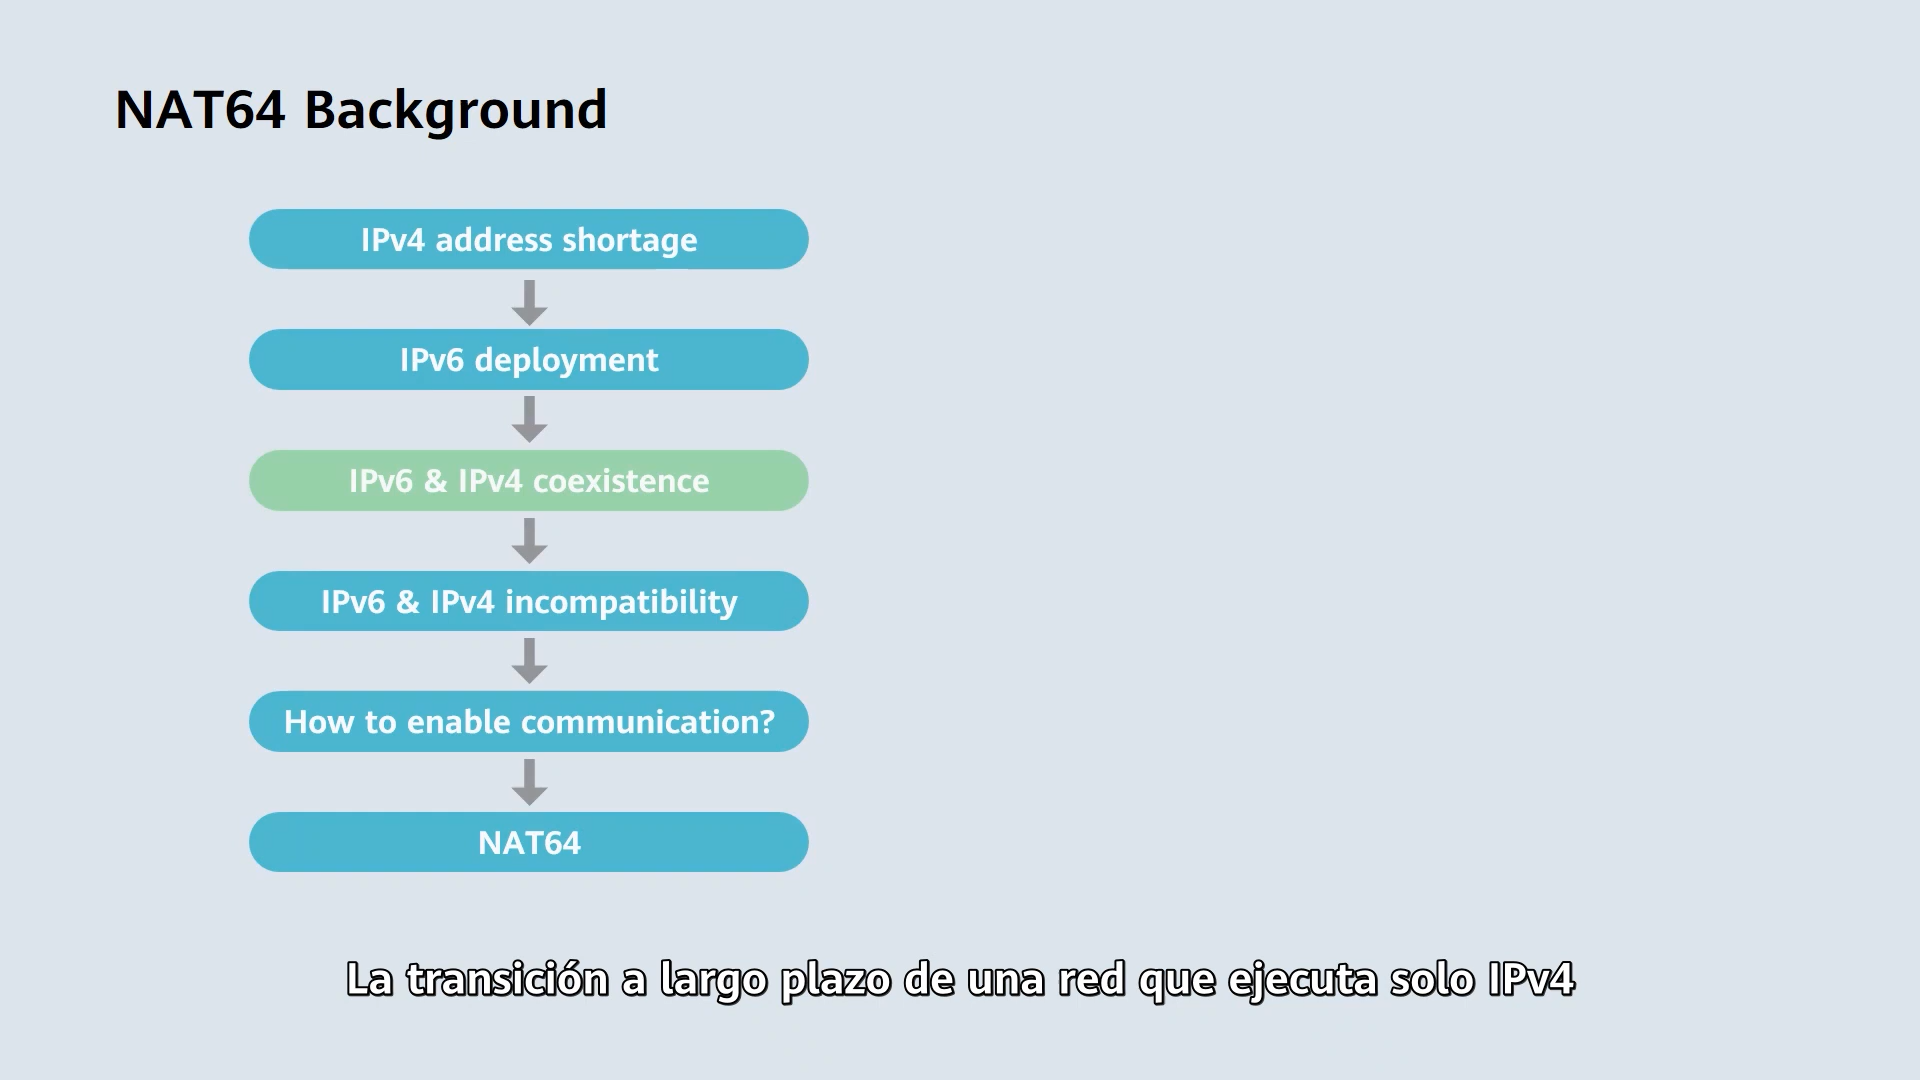 NAT64 Background
IPv4 address shortage
IPv6 deployment
IPv6 & IPv4 coexistence
IPv6 & IPv4 incompatibility
How to enable communication?
NAT64
La transición a largo plazo de una red que ejecuta solo IPv4